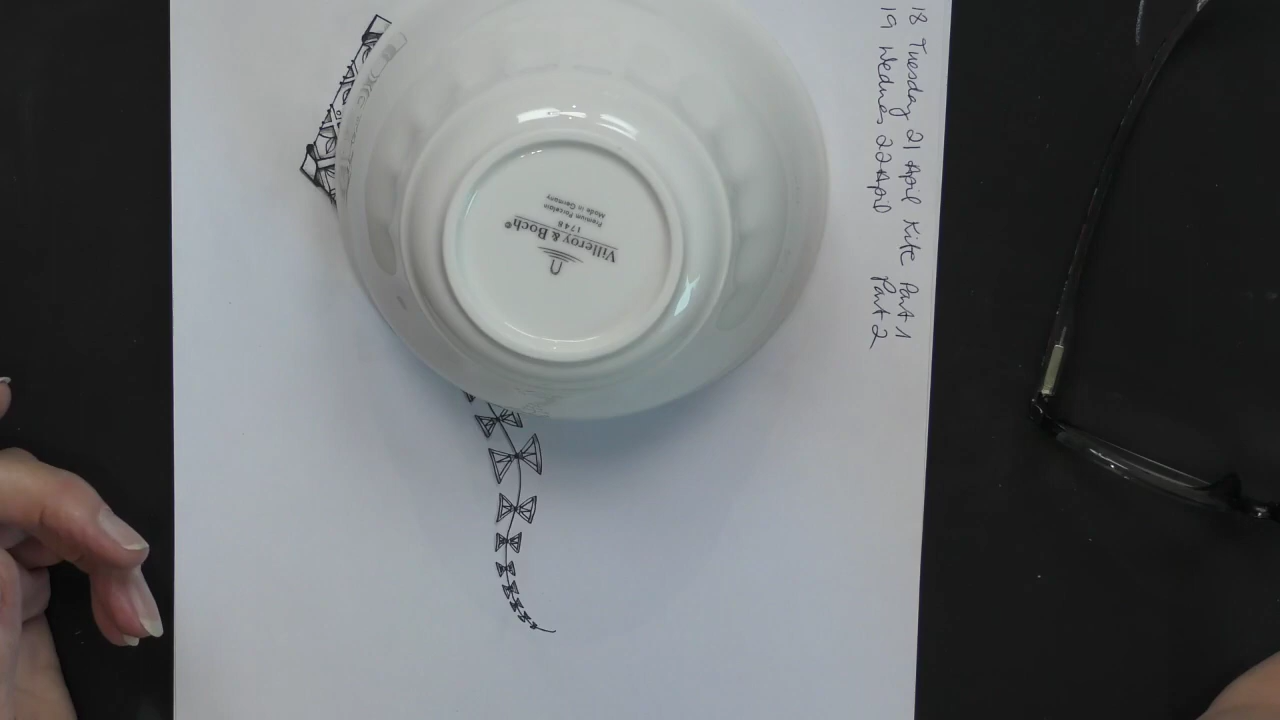 18 Tuesday 21 April Kite Part 1
19 Wednes 22 April Part 2
Villeroy & Boch©
1748
Premium Porcelain
Made in Germany